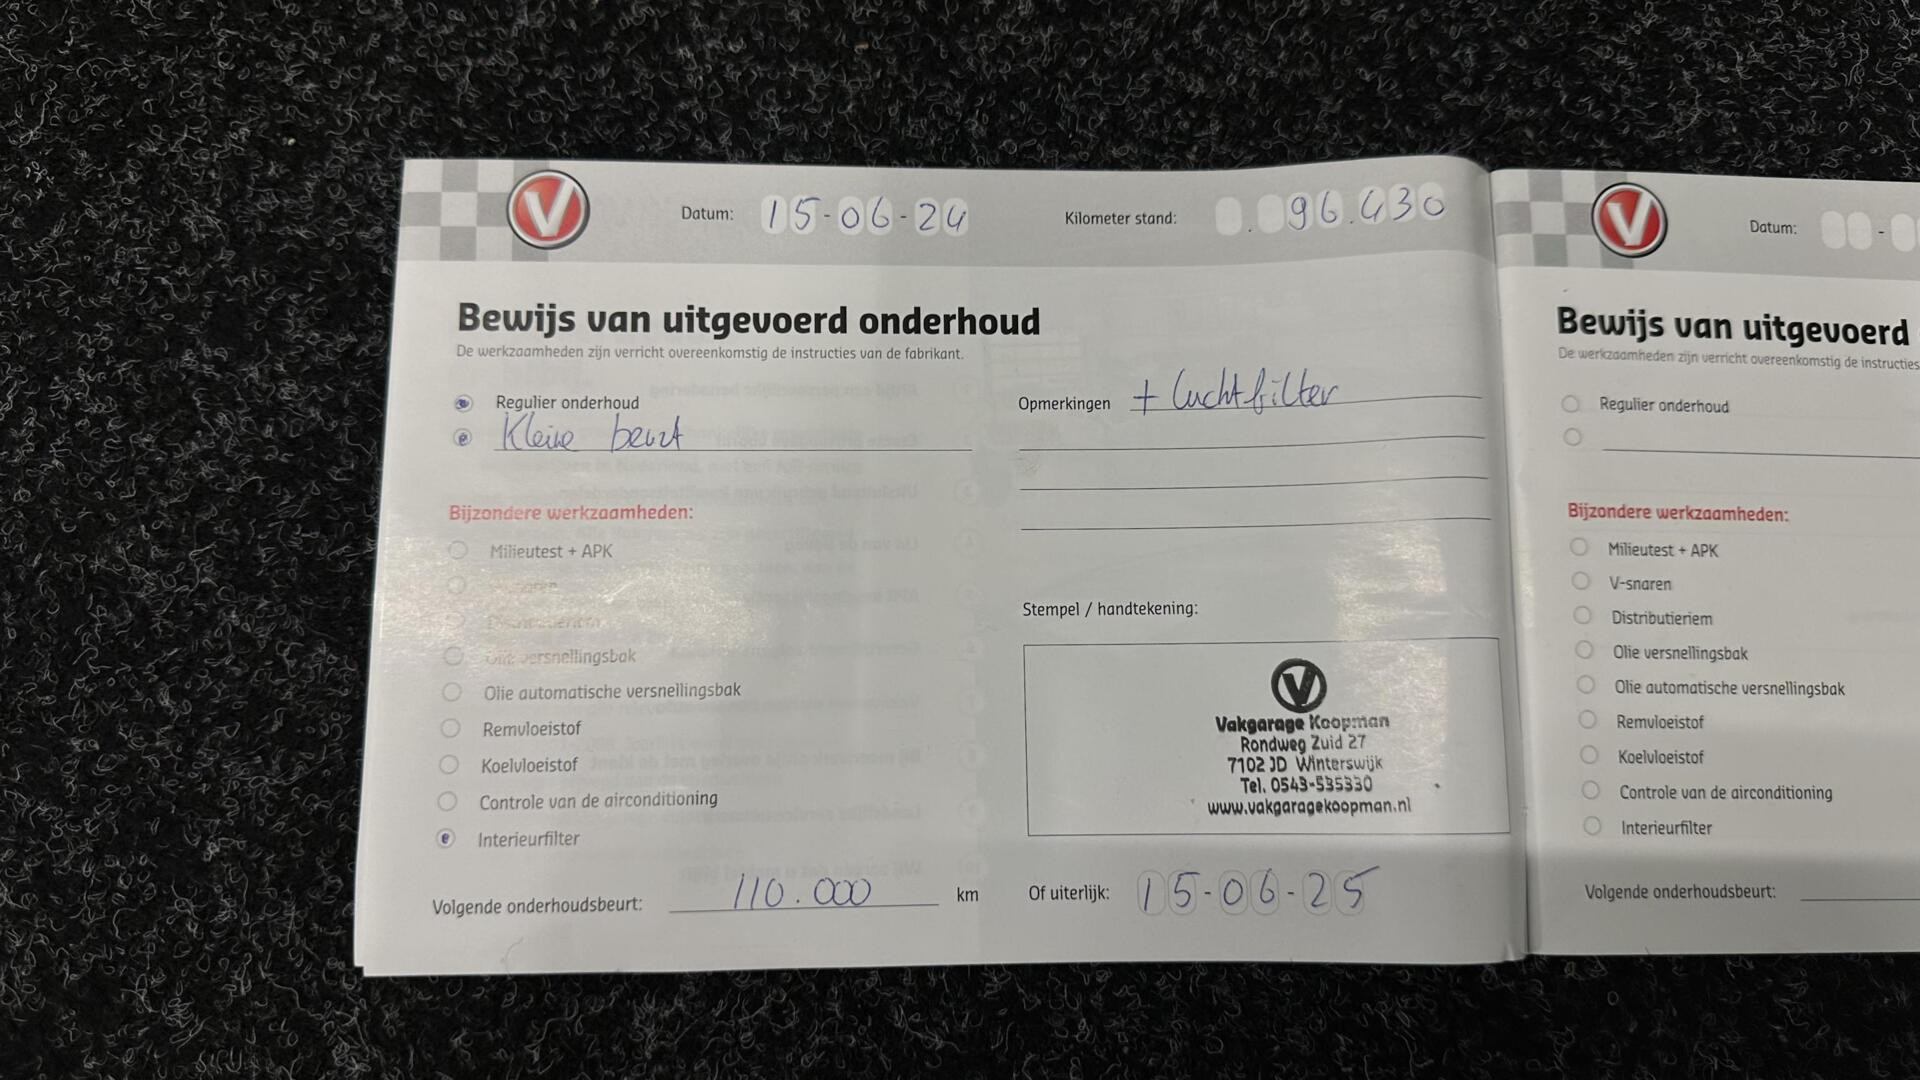 V
Datum: 15-06-24
Kilometer stand: 96.430
Bewijs van uitgevoerd onderhoud
De werkzaamheden zijn verricht overeenkomstig de instructies van de fabrikant.
Regulier onderhoud
Kleine beurt
Opmerkingen + luchtfilter
Bijzondere werkzaamheden:
Milieutest + APK
Olie versnellingsbak
Olie automatische versnellingsbak
Remvloeistof
Koelvloeistof
Controle van de airconditioning
Interieurfilter
Stempel / handtekening:
V
Vakgarage Koopman
Rondweg Zuid 27
7102 JD Winterswijk
Tel. 0543-535330
www.vakgaragekoopman.nl
Volgende onderhoudsbeurt: 110.000 km
Of uiterlijk: 15-06-25
V
Datum: -
Bewijs van uitgevoerd
De werkzaamheden zijn verricht overeenkomstig de instructies
Regulier onderhoud
Bijzondere werkzaamheden:
Milieutest + APK
V-snaren
Distributieriem
Olie versnellingsbak
Olie automatische versnellingsbak
Remvloeistof
Koelvloeistof
Controle van de airconditioning
Interieurfilter
Volgende onderhoudsbeurt: